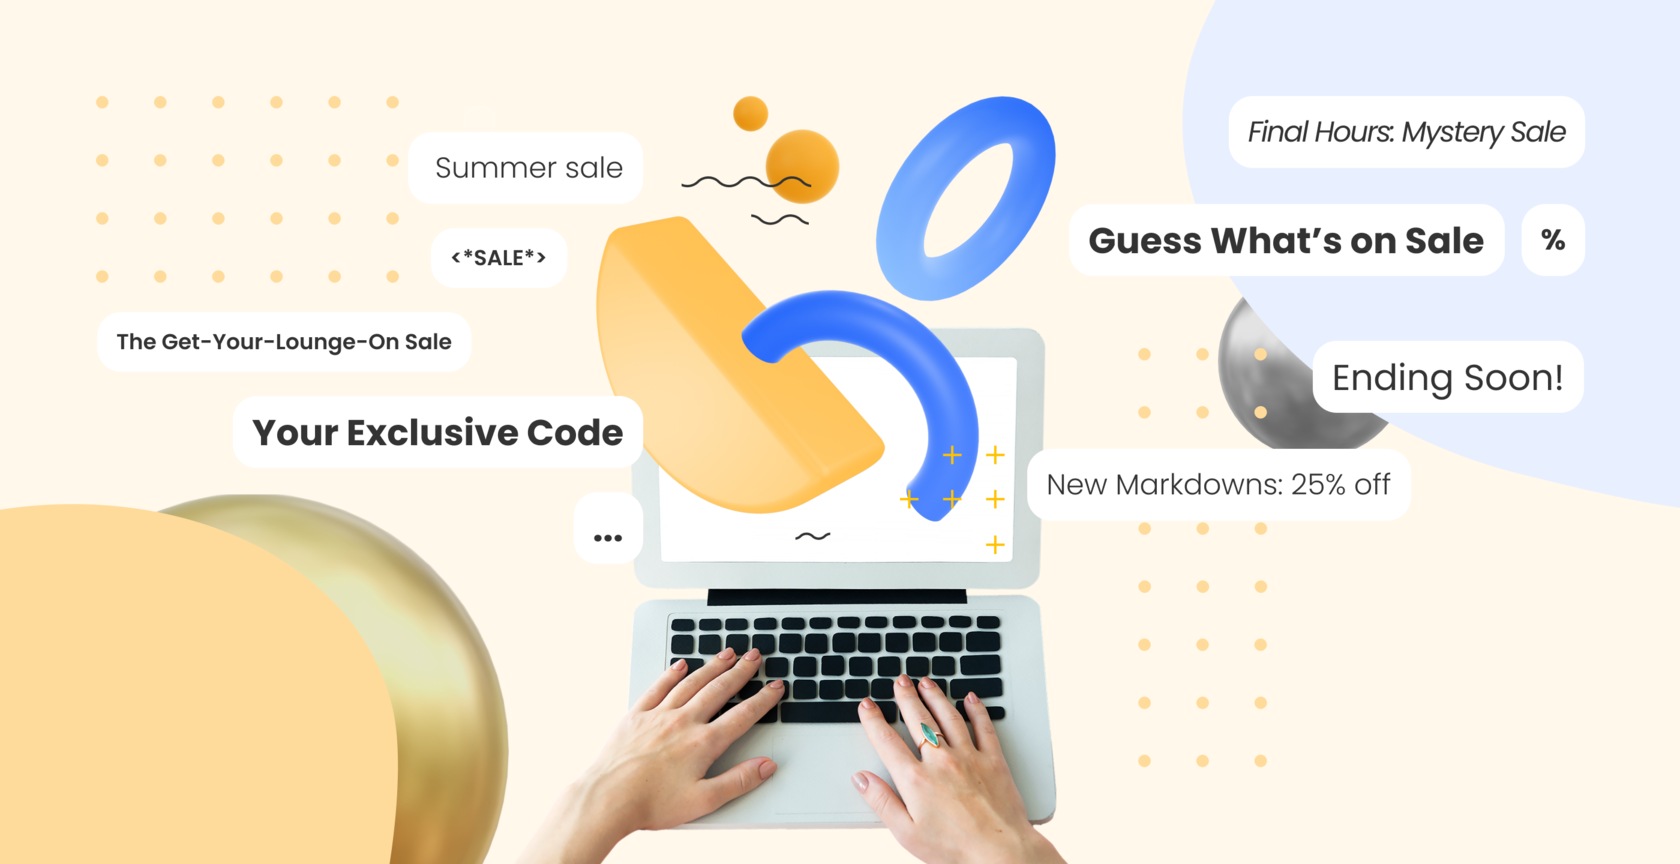 Summer sale
<*SALE*>
The Get-Your-Lounge-On Sale
Your Exclusive Code
...
Final Hours: Mystery Sale
Guess What’s on Sale
%
Ending Soon!
New Markdowns: 25% off